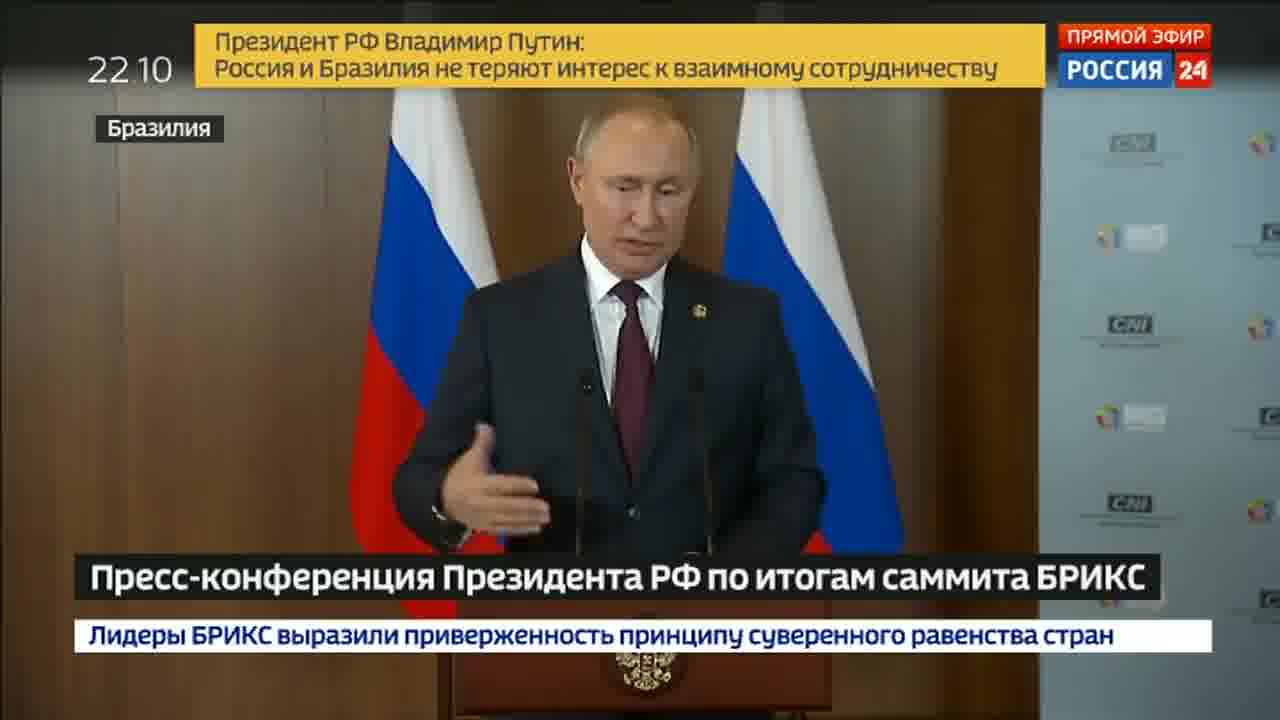 22.10
Президент РФ Владимир Путин:
Россия и Бразилия не теряют интерес к взаимному сотрудничеству
ПРЯМОЙ ЭФИР
РОССИЯ 24
Бразилия
CNI
CNI
CNI
Пресс-конференция Президента РФ по итогам саммита БРИКС
Лидеры БРИКС выразили приверженность принципу суверенного равенства стран